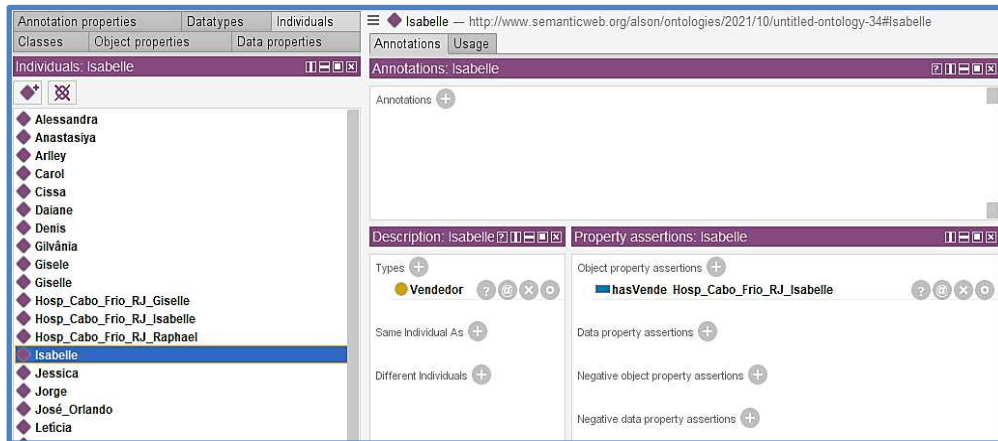 Annotation properties Datatypes Individuals
Classes Object properties Data properties
Individuals: Isabelle
Alessandra
Anastasiya
Arlley
Carol
Cissa
Daiane
Denis
Gilvânia
Gisele
Giselle
Hosp_Cabo_Frio_RJ_Giselle
Hosp_Cabo_Frio_RJ_Isabelle
Hosp_Cabo_Frio_RJ_Raphael
Isabelle
Jessica
Jorge
José_Orlando
Letícia
Isabelle — http://www.semanticweb.org/alson/ontologies/2021/10/untitled-ontology-34#Isabelle
Annotations Usage
Annotations: Isabelle
Annotations
Description: Isabelle
Types
Vendedor
Same Individual As
Different Individuals
Property assertions: Isabelle
Object property assertions
hasVende Hosp_Cabo_Frio_RJ_Isabelle
Data property assertions
Negative object property assertions
Negative data property assertions